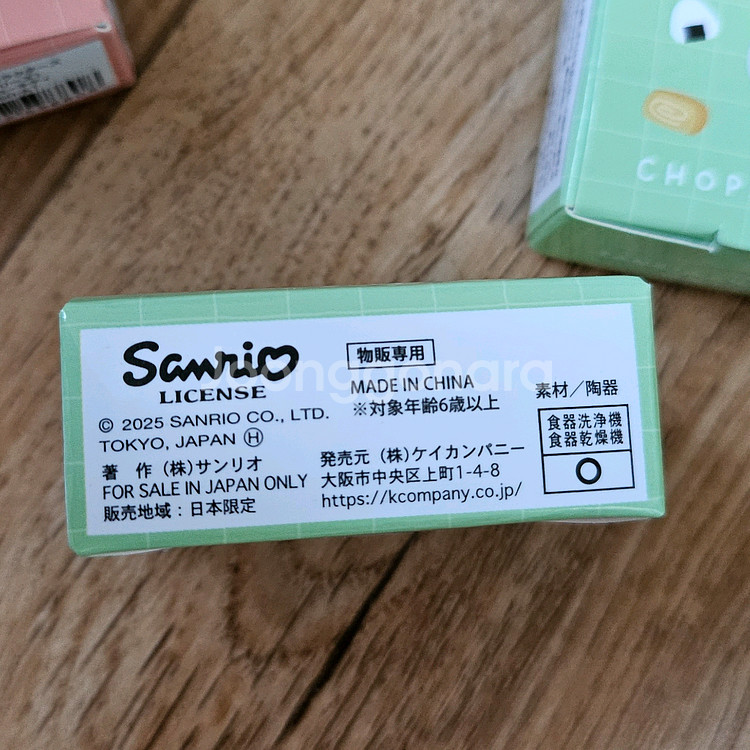 Sanrio
LICENSE
© 2025 SANRIO CO., LTD.
TOKYO, JAPAN Ⓗ
著 作 (株)サンリオ
FOR SALE IN JAPAN ONLY
販売地域：日本限定
物販専用
MADE IN CHINA
※対象年齢6歳以上
発売元 (株)ケイカンパニー
大阪市中央区上町1-4-8
https://kcompany.co.jp/
素材／陶器
食器洗浄機
食器乾燥機
○
CHOP
Joonggonara